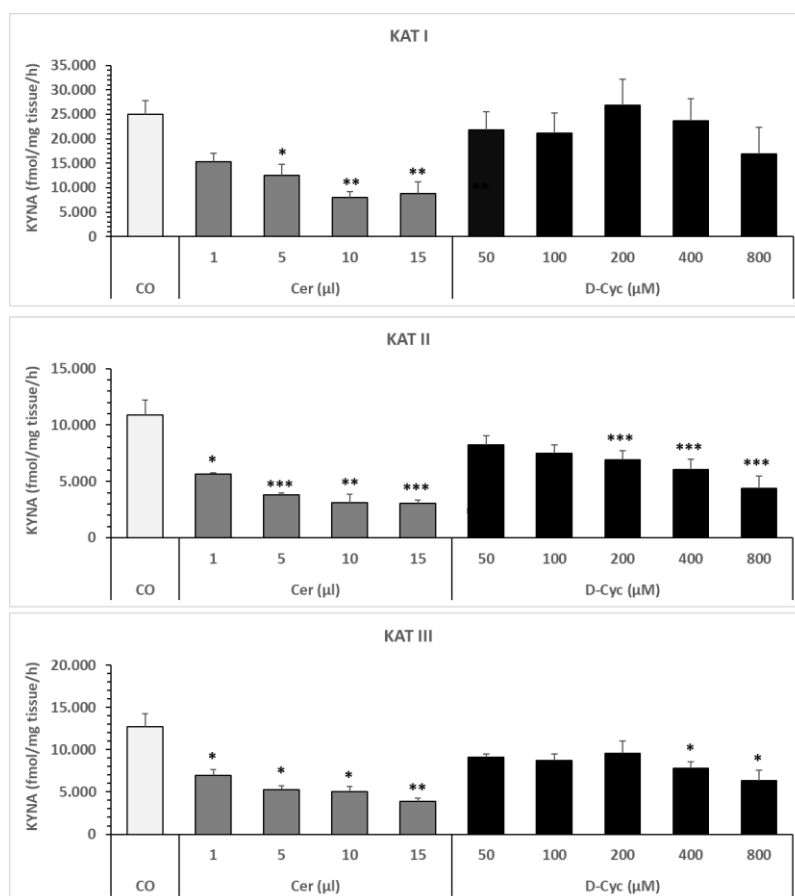 KAT I
KYNA (fmol/mg tissue/h)
35.000
30.000
25.000
20.000
15.000
10.000
5.000
0
*
**
**
**
1 5 10 15 50 100 200 400 800
CO Cer (µl) D-Cyc (µM)
KAT II
KYNA (fmol/mg tissue/h)
15.000
10.000
5.000
0
*
***
**
***
***
***
***
1 5 10 15 50 100 200 400 800
CO Cer (µl) D-Cyc (µM)
KAT III
KYNA (fmol/mg tissue/h)
20.000
15.000
10.000
5.000
0
*
*
*
**
*
*
1 5 10 15 50 100 200 400 800
CO Cer (µl) D-Cyc (µM)